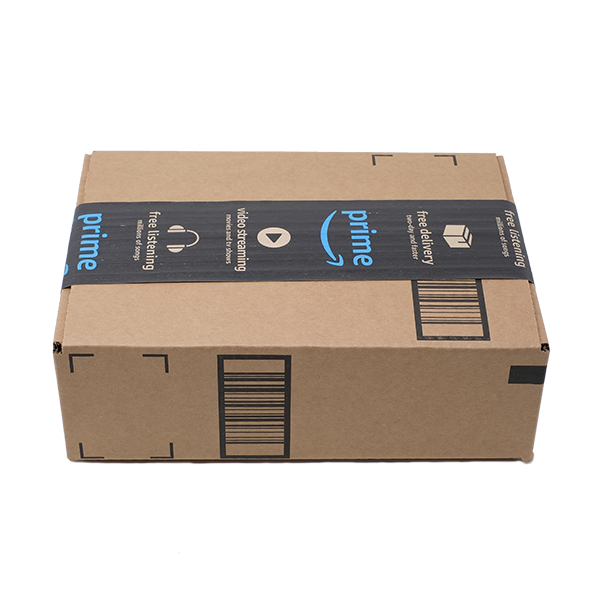 prime
free listening
millions of songs
video streaming
movies and tv shows
prime
free delivery
two-day and faster
free listening
millions of songs